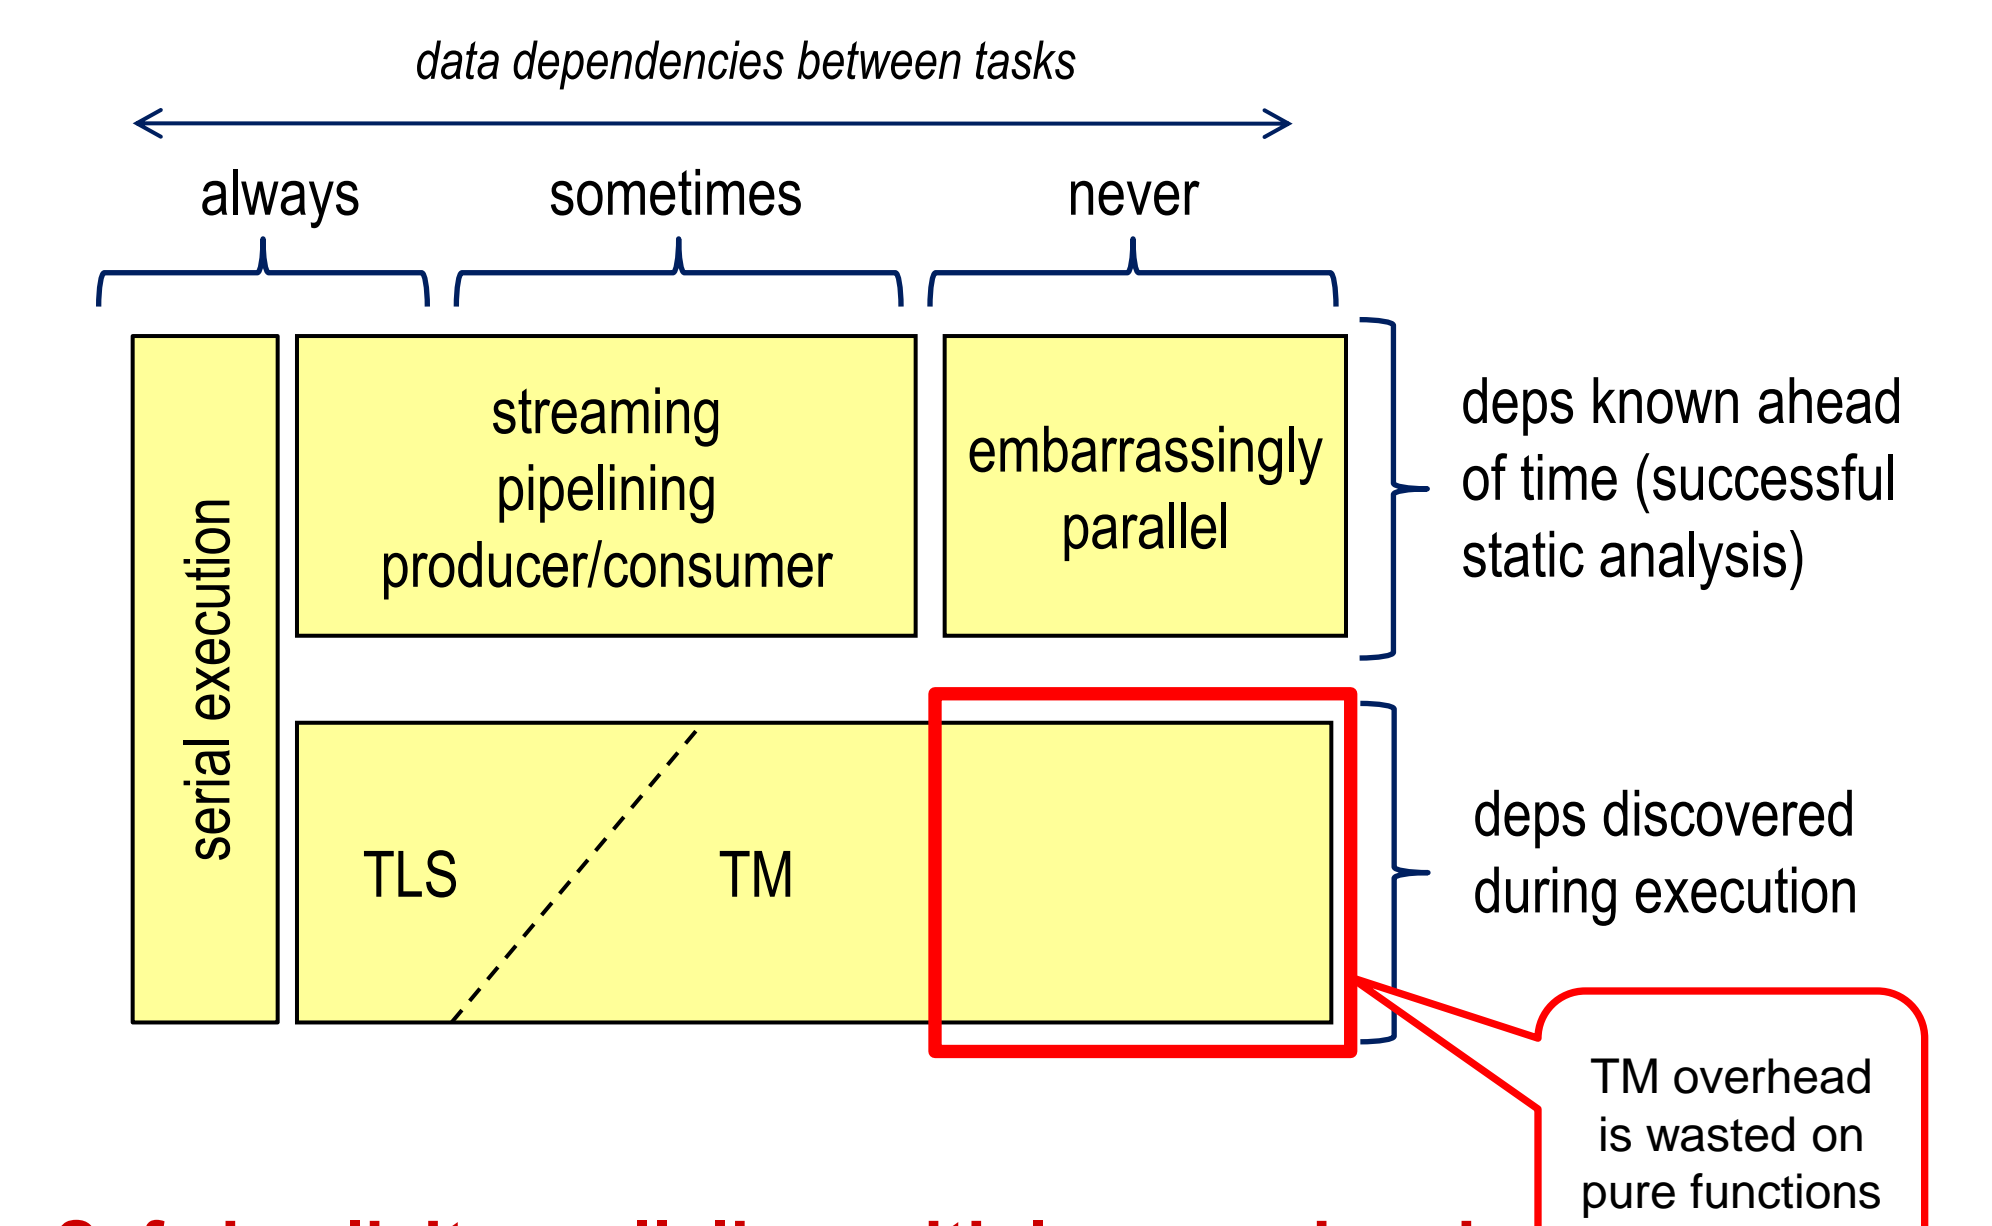 data dependencies between tasks
always sometimes never
serial execution
streaming
pipelining
producer/consumer
embarrassingly
parallel
deps known ahead
of time (successful
static analysis)
TLS TM
deps discovered
during execution
TM overhead
is wasted on
pure functions